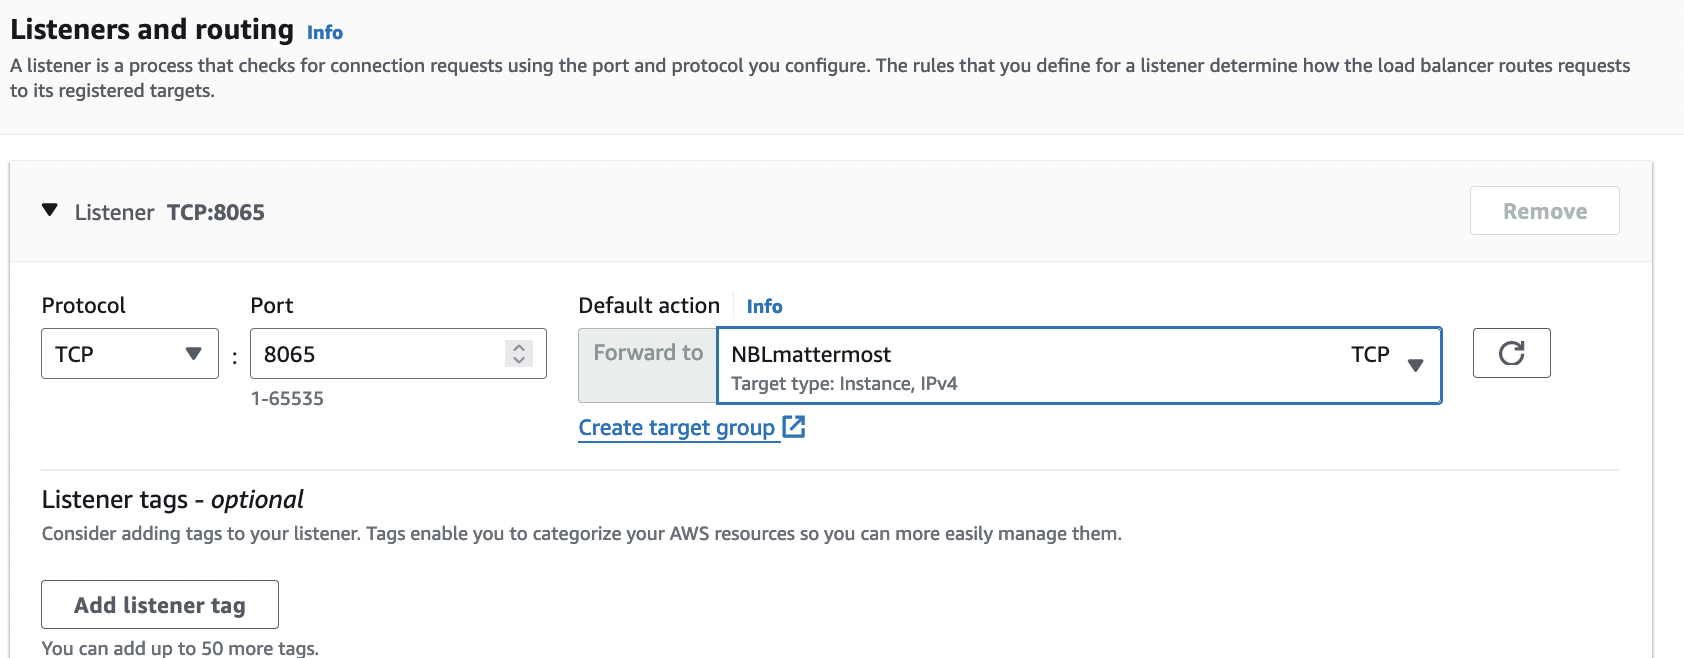 Listeners and routing Info
A listener is a process that checks for connection requests using the port and protocol you configure. The rules that you define for a listener determine how the load balancer routes requests
to its registered targets.
Listener TCP:8065
Remove
Protocol
Port
Default action
Info
TCP
:
8065
1-65535
Forward to
NBLmattermost
TCP
Target type: Instance, IPv4
Create target group
Listener tags - optional
Consider adding tags to your listener. Tags enable you to categorize your AWS resources so you can more easily manage them.
Add listener tag
You can add up to 50 more tags.